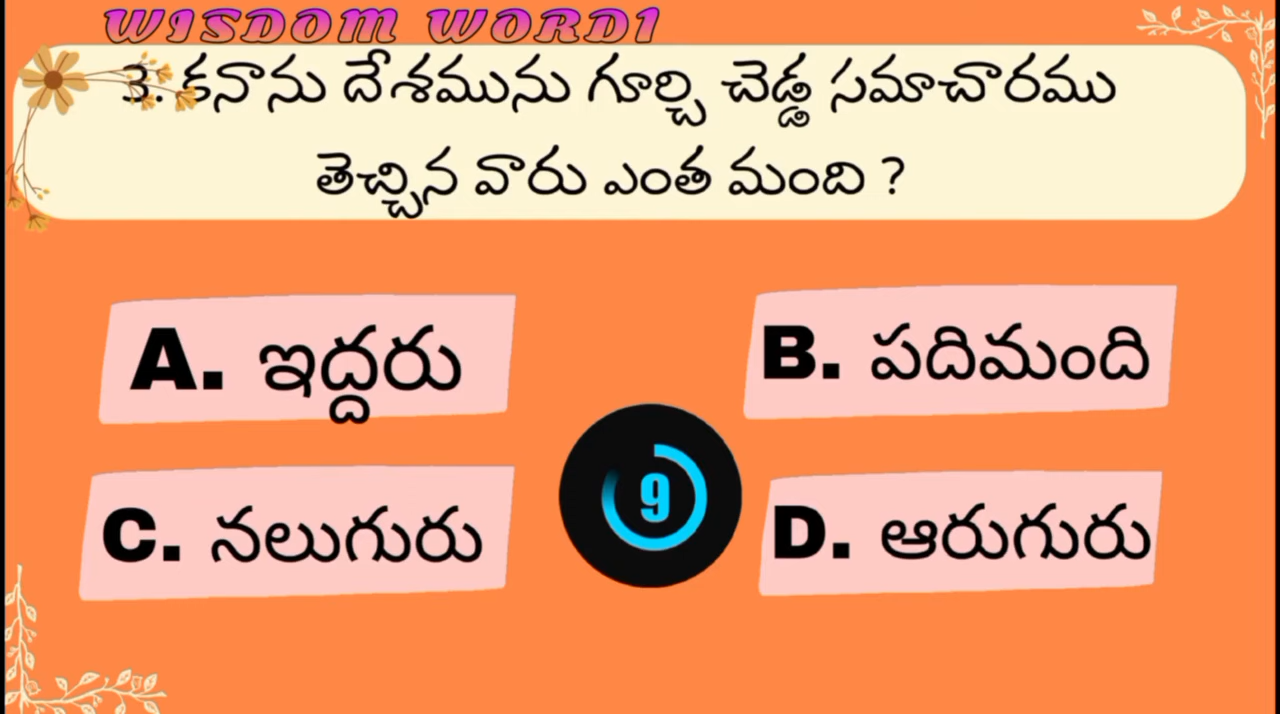 WISDOM WORD1
3. కనాను దేశమును గూర్చి చెడ్డ సమాచారము
తెచ్చిన వారు ఎంత మంది ?
A. ఇద్దరు
B. పదిమంది
9
C. నలుగురు
D. ఆరుగురు